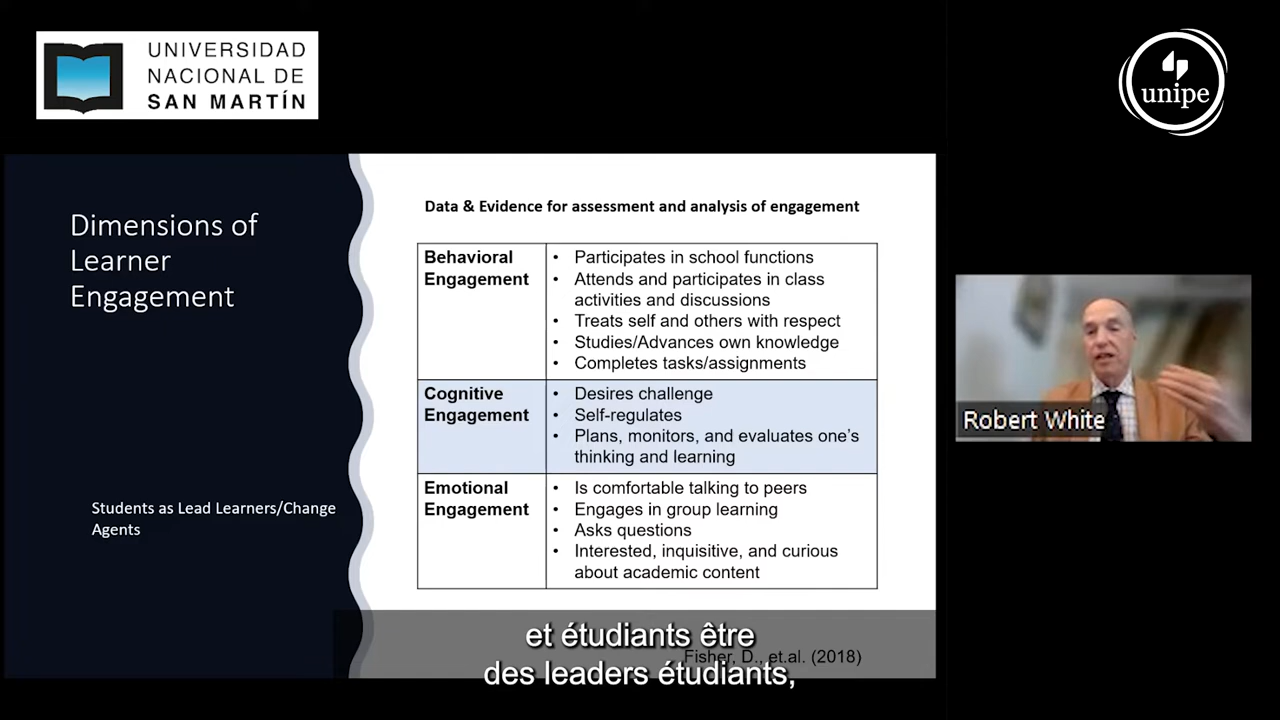 UNIVERSIDAD
NACIONAL DE
SAN MARTÍN
unipe
Dimensions of
Learner
Engagement
Students as Lead Learners/Change
Agents
Data & Evidence for assessment and analysis of engagement
Behavioral
Engagement
• Participates in school functions
• Attends and participates in class
activities and discussions
• Treats self and others with respect
• Studies/Advances own knowledge
• Completes tasks/assignments
Cognitive
Engagement
• Desires challenge
• Self-regulates
• Plans, monitors, and evaluates one's
thinking and learning
Emotional
Engagement
• Is comfortable talking to peers
• Engages in group learning
• Asks questions
• Interested, inquisitive, and curious
about academic content
Fisher, D., et.al. (2018)
Robert White
et étudiants être
des leaders étudiants,